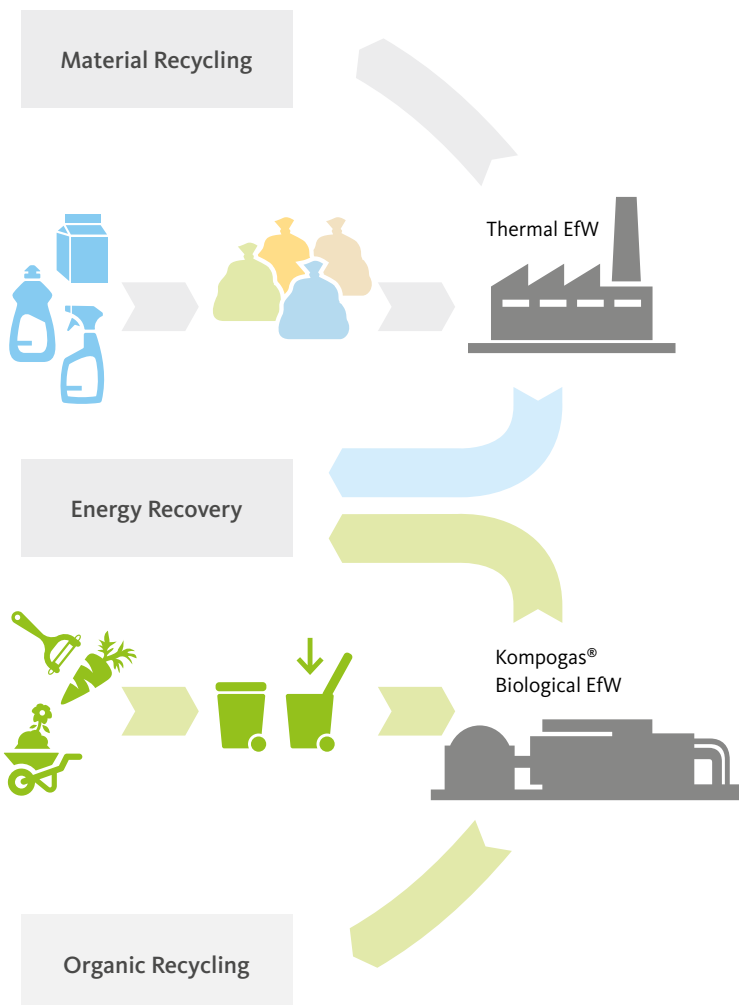 Material Recycling
Thermal EfW
Energy Recovery
Kompogas®
Biological EfW
Organic Recycling